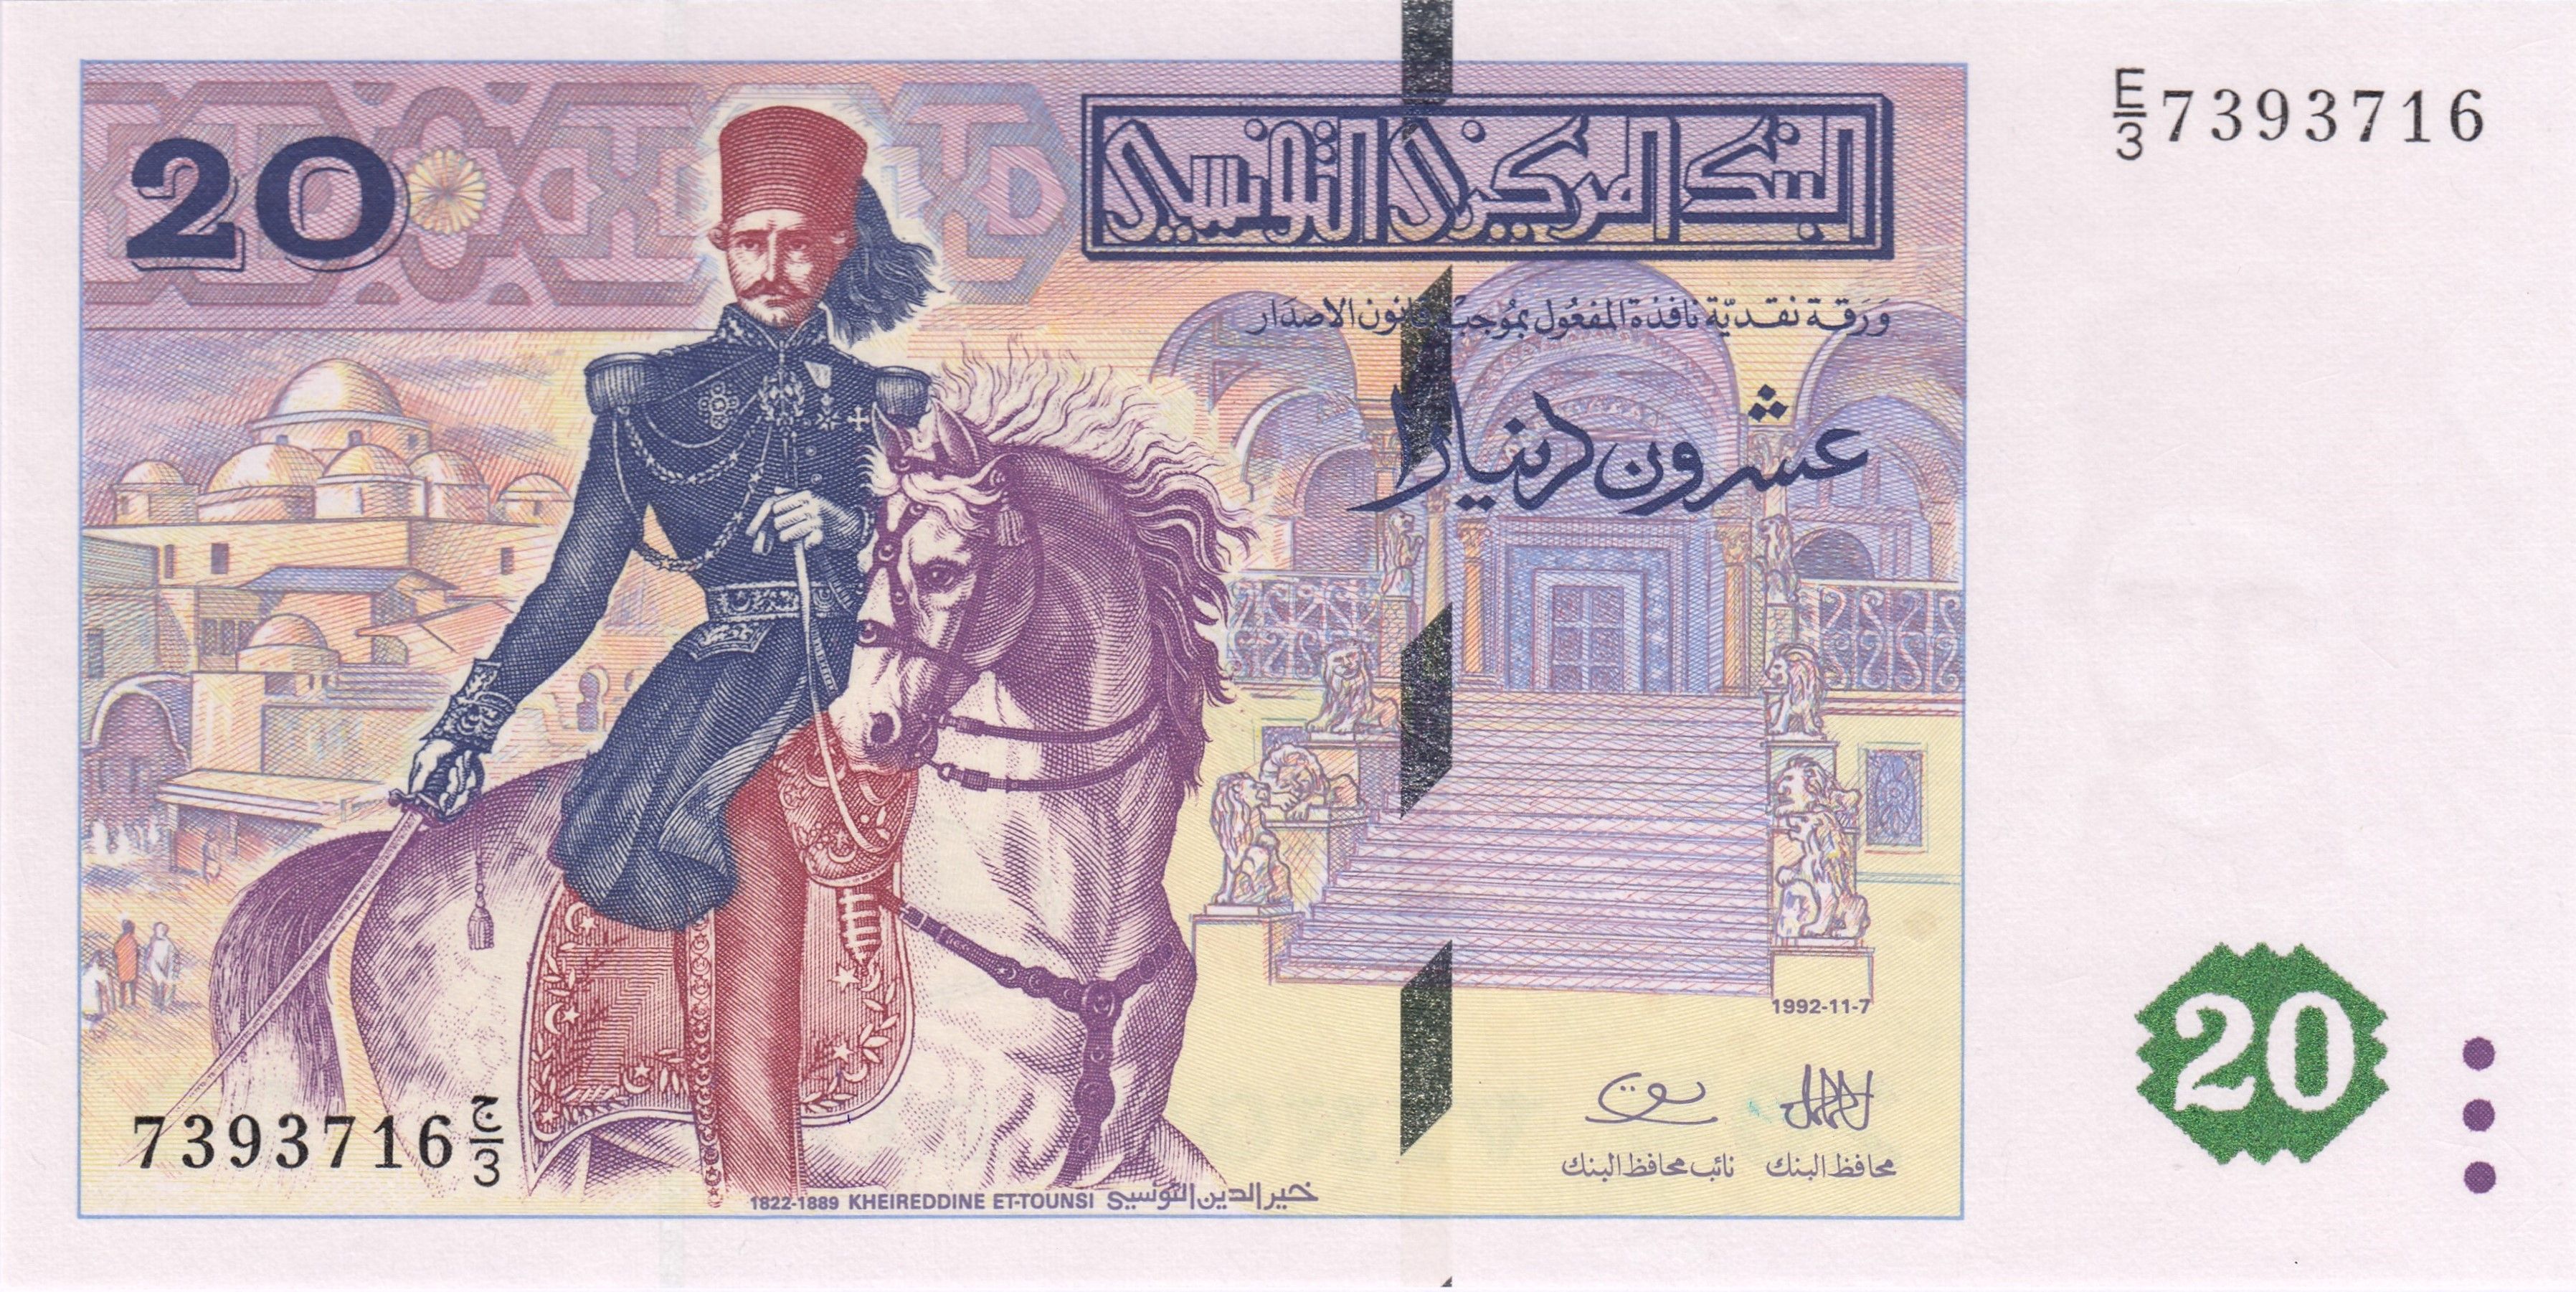 20
البنك المركزي التونسي
E/3 7393716
ورقة نقدية نافذة المفعول بموجب قانون الاصدار
عشرون دينارا
1992-11-7
محافظ البنك
نائب محافظ البنك
7393716 ج/3
1822-1889 KHEIREDDINE ET-TOUNSI خير الدين التونسي
20